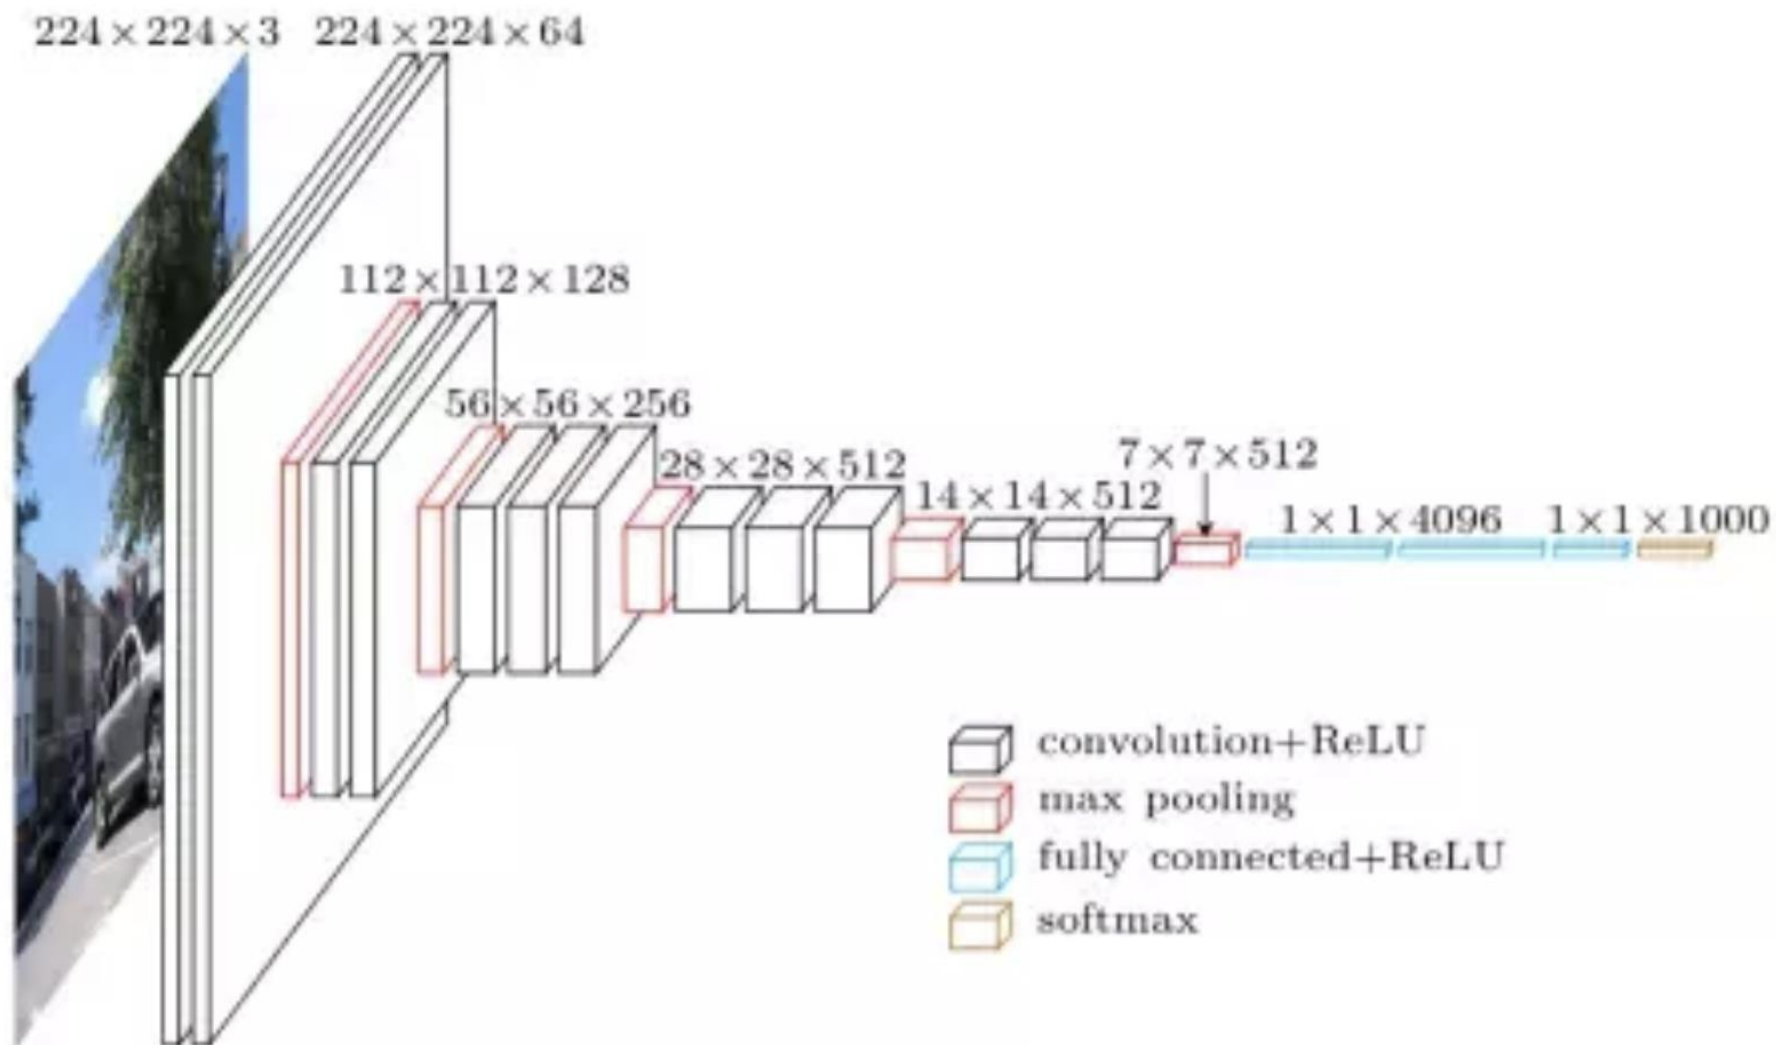 224×224×3
224×224×64
112×112×128
56×56×256
28×28×512
14×14×512
7×7×512
1×1×4096
1×1×1000
convolution+ReLU
max pooling
fully connected+ReLU
softmax